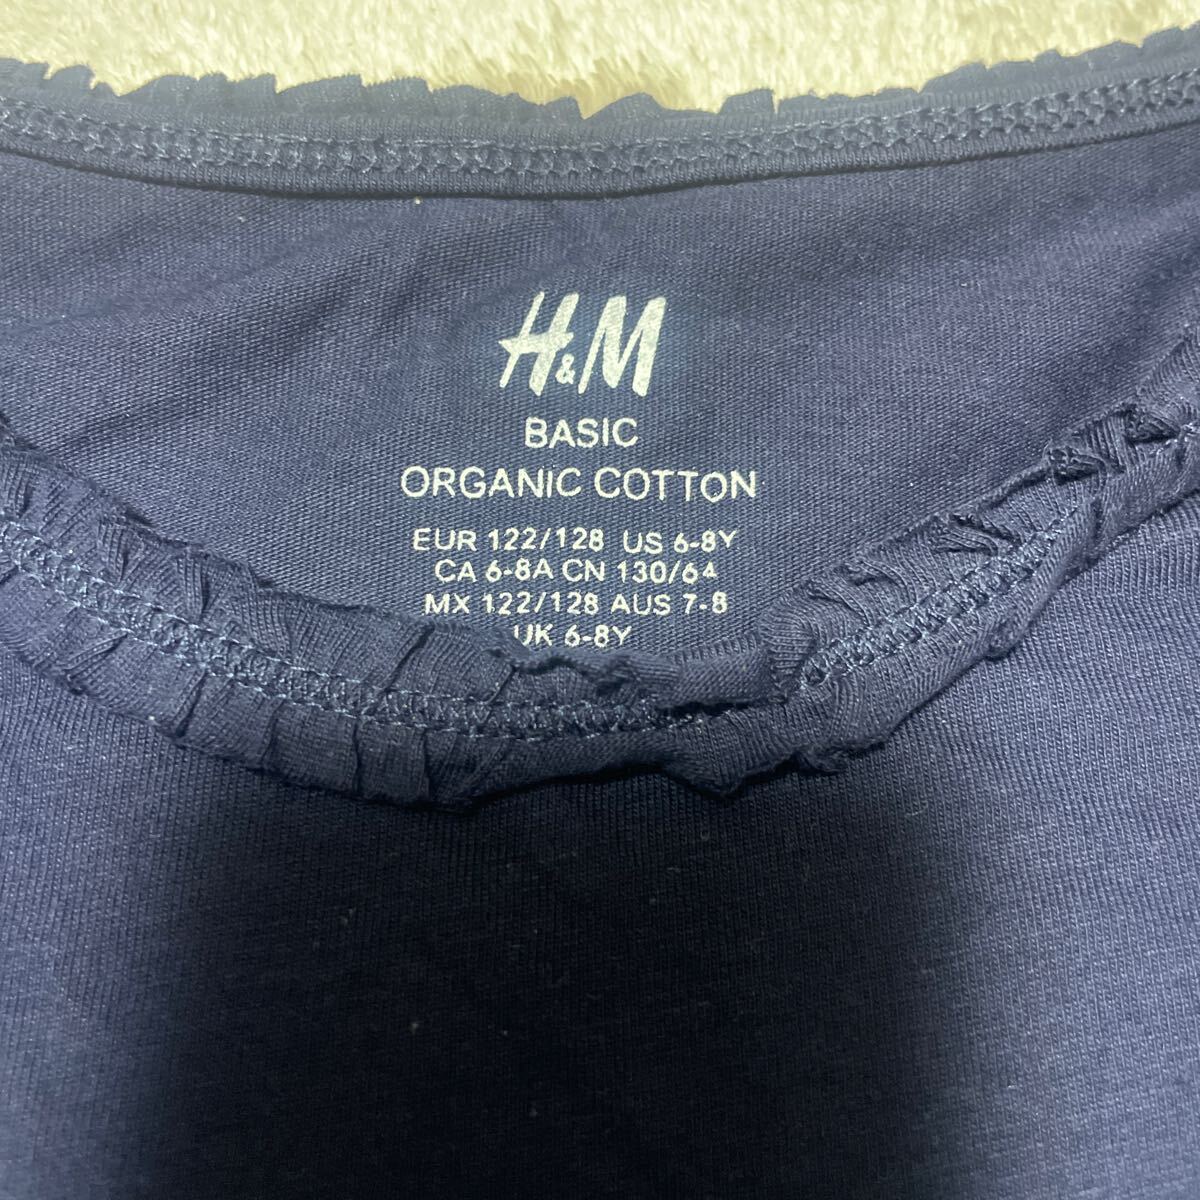 H&M
BASIC
ORGANIC COTTON
EUR 122/128 US 6-8Y
CA 6-8A CN 130/64
MX 122/128 AUS 7-8
UK 6-8Y